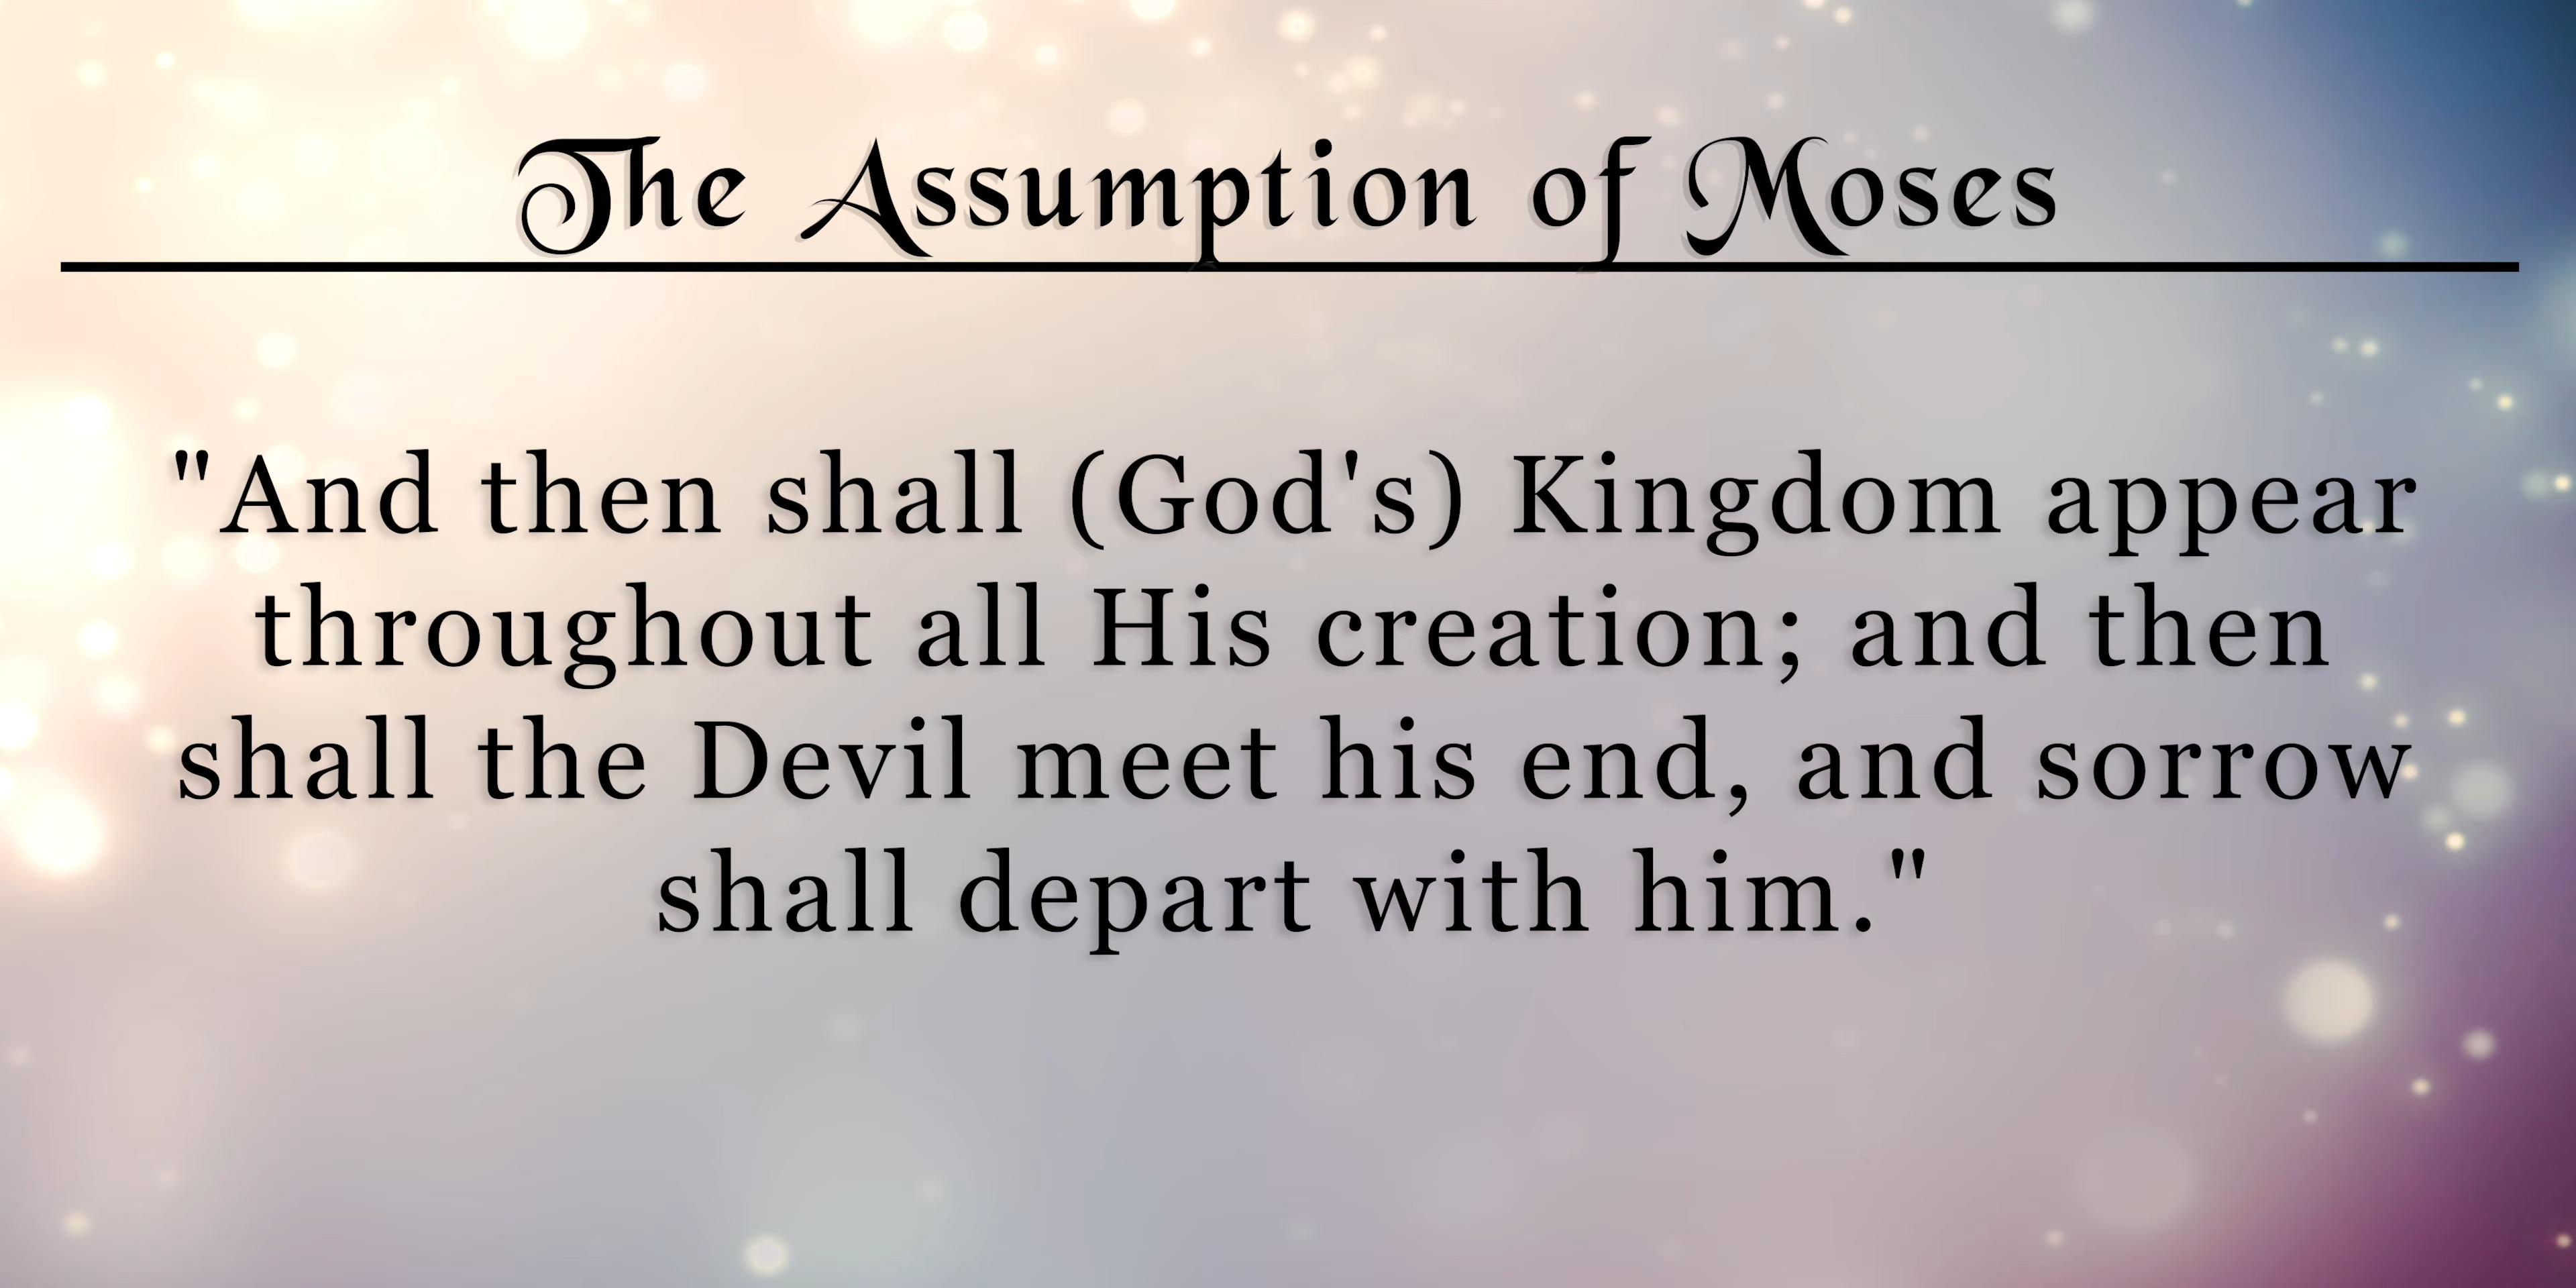 The Assumption of Moses
"And then shall (God's) Kingdom appear
throughout all His creation; and then
shall the Devil meet his end, and sorrow
shall depart with him."